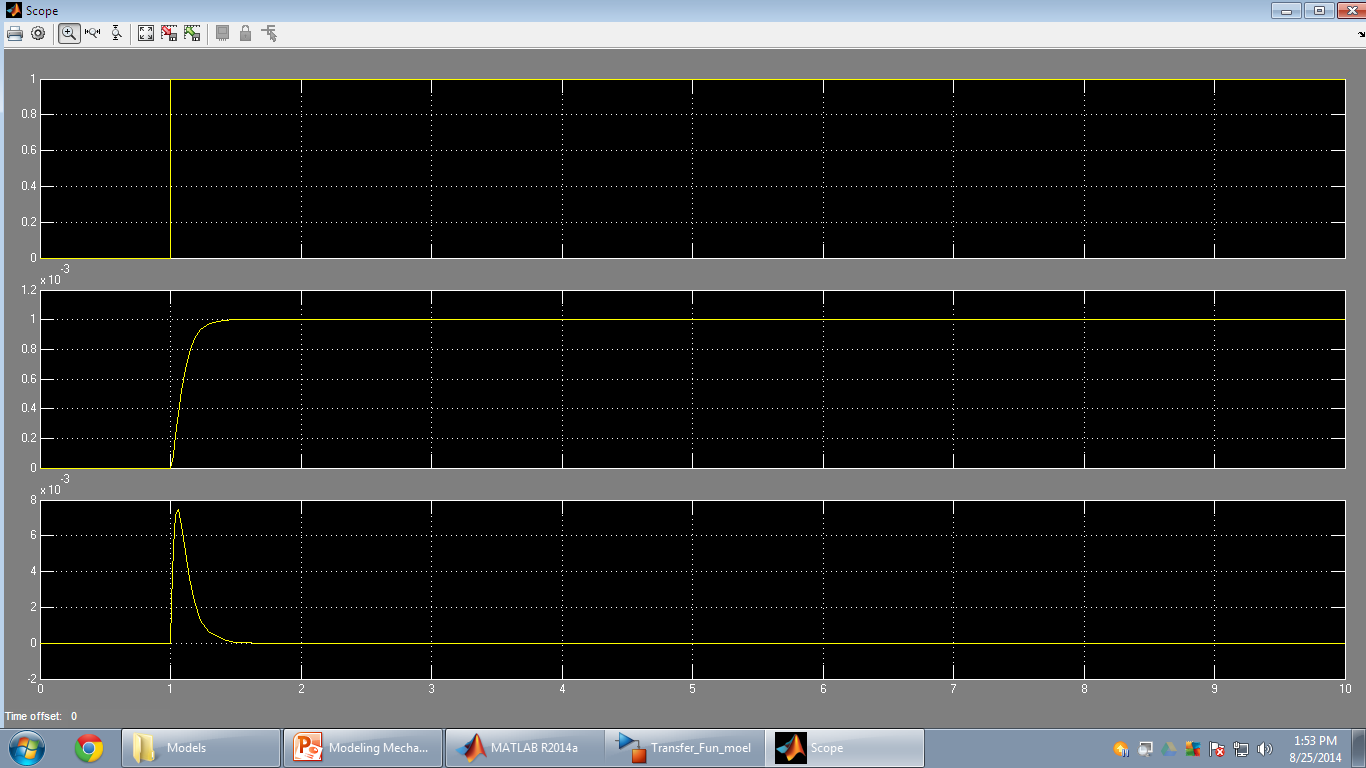 Scope
1
0.8
0.6
0.4
0.2
0
x 10
-3
1.2
1
0.8
0.6
0.4
0.2
0
x 10
-3
8
6
4
2
0
-2
0 1 2 3 4 5 6 7 8 9 10
Time offset: 0
Models
Modeling Mecha...
MATLAB R2014a
Transfer_Fun_moel
Scope
1:53 PM
8/25/2014